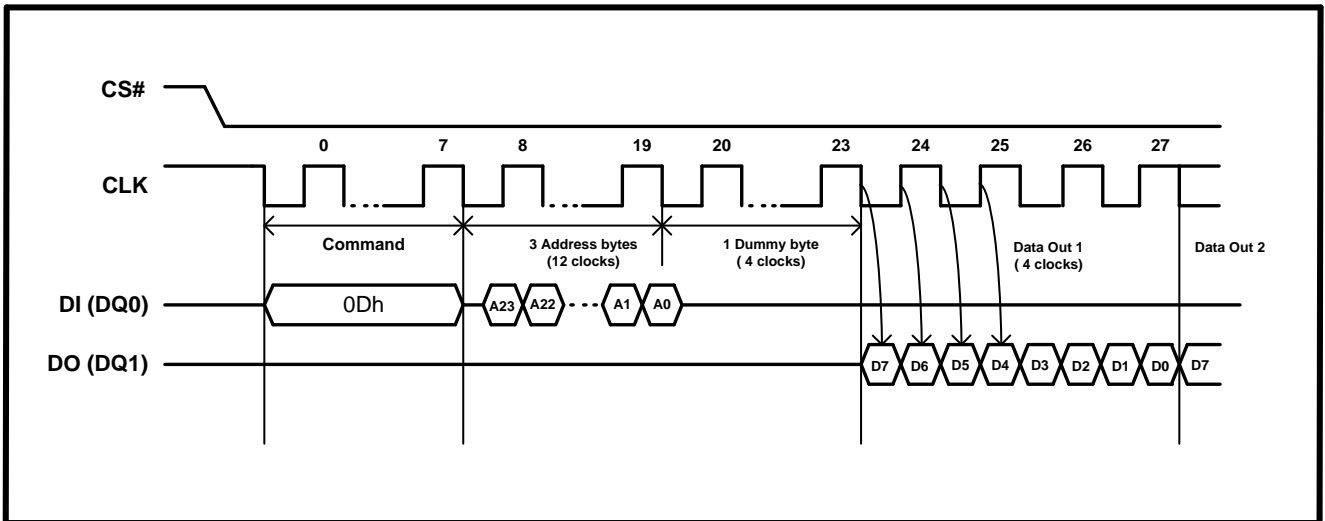 CS#
0 7 8 19 20 23 24 25 26 27
CLK
Command
3 Address bytes
(12 clocks)
1 Dummy byte
( 4 clocks)
Data Out 1
( 4 clocks)
Data Out 2
DI (DQ0)
0Dh
A23 A22 A1 A0
DO (DQ1)
D7 D6 D5 D4 D3 D2 D1 D0 D7